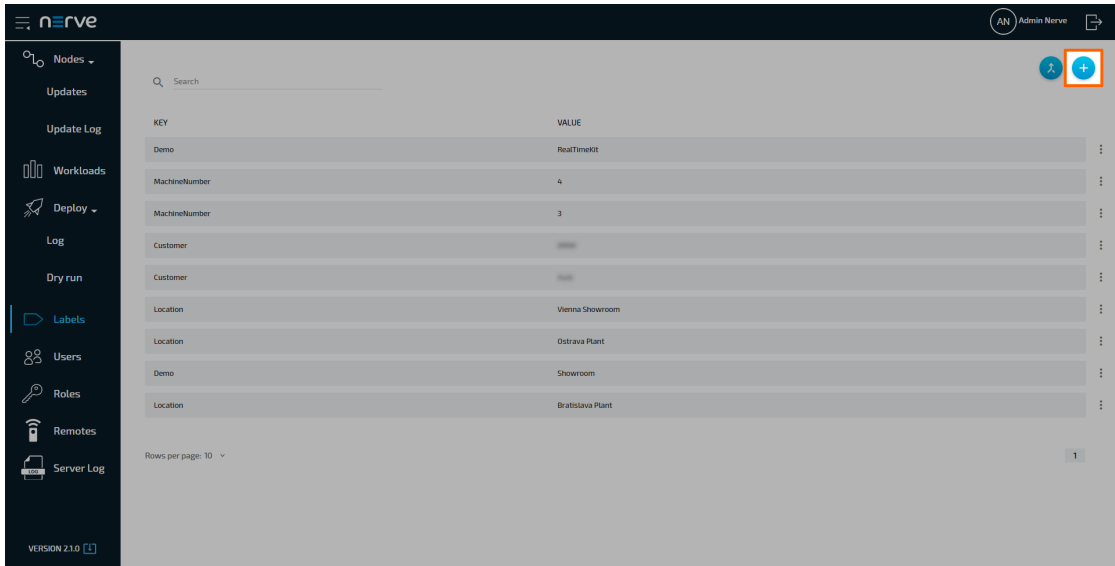 nerve
AN Admin Nerve
Nodes
Updates
Update Log
Workloads
Deploy
Log
Dry run
Labels
Users
Roles
Remotes
LOG Server Log
VERSION 2.1.0
Search
KEY VALUE
Demo RealTimeKit
MachineNumber 4
MachineNumber 3
Customer
Customer
Location Vienna Showroom
Location Ostrava Plant
Demo Showroom
Location Bratislava Plant
Rows per page: 10 1